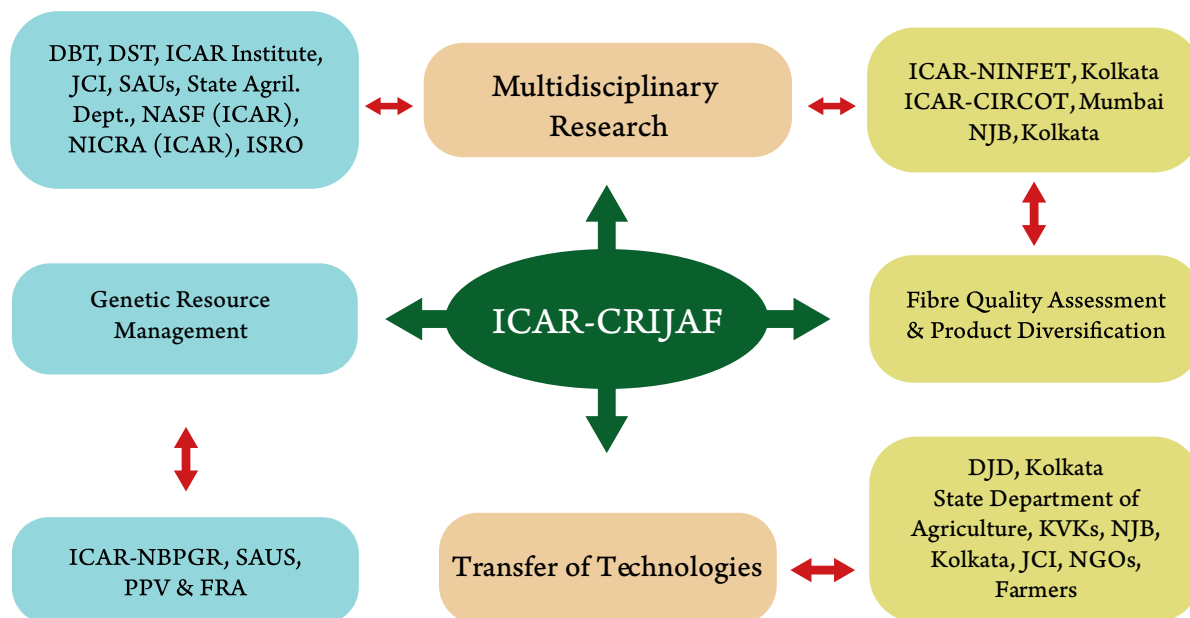 DBT, DST, ICAR Institute,
JCI, SAUs, State Agril.
Dept., NASF (ICAR),
NICRA (ICAR), ISRO
Multidisciplinary
Research
ICAR-NINFET, Kolkata
ICAR-CIRCOT, Mumbai
NJB, Kolkata
Genetic Resource
Management
ICAR-CRIJAF
Fibre Quality Assessment
& Product Diversification
ICAR-NBPGR, SAUS,
PPV & FRA
Transfer of Technologies
DJD, Kolkata
State Department of
Agriculture, KVKs, NJB,
Kolkata, JCI, NGOs,
Farmers